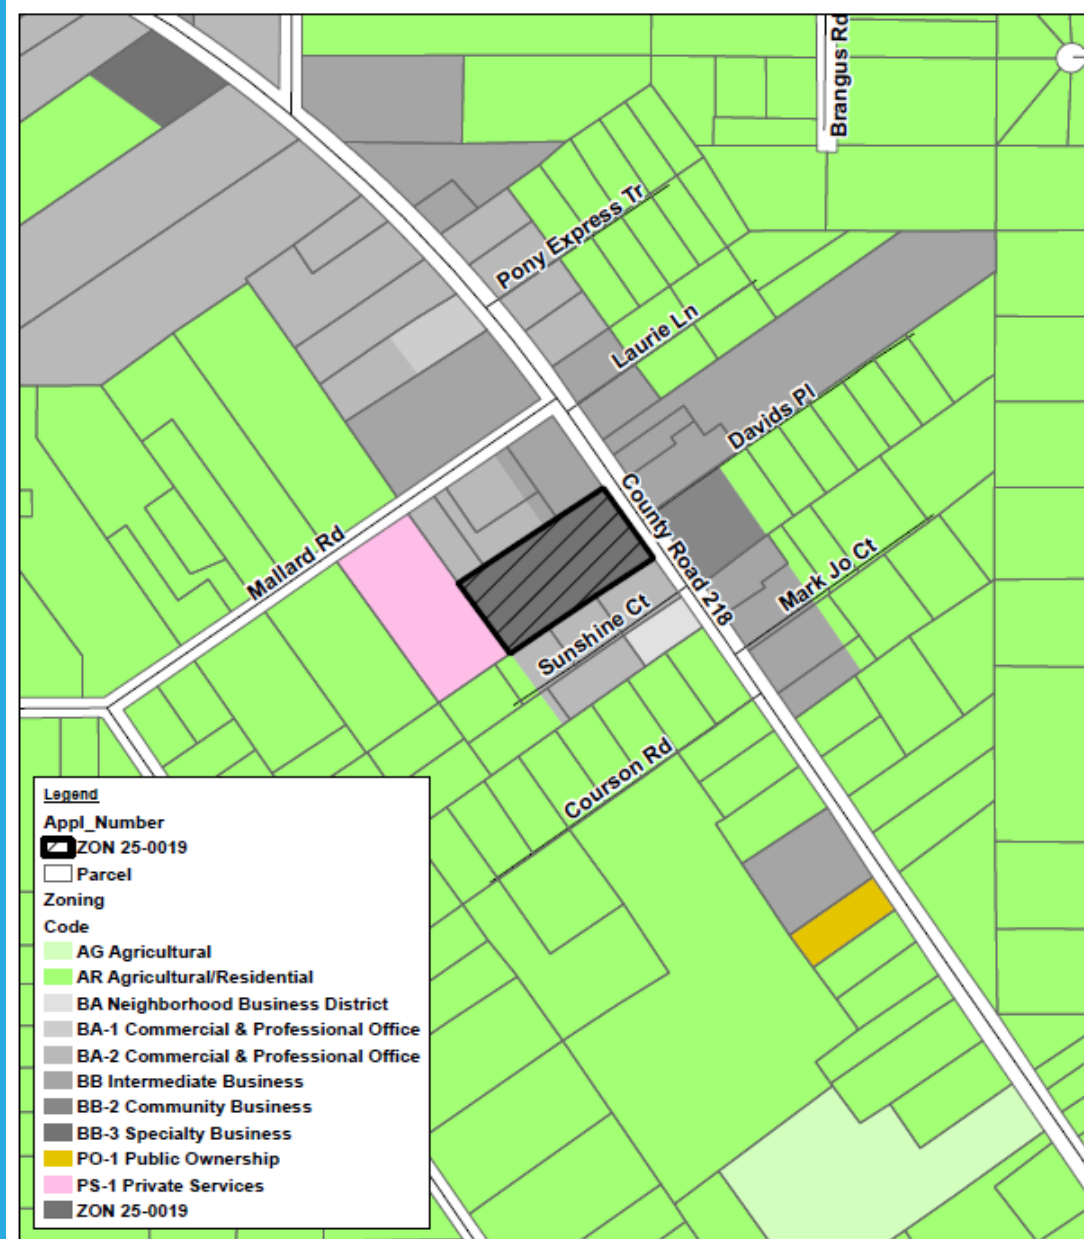 Brangus Rd
Pony Express Tr
Laurie Ln
Davids Pl
County Road 218
Mallard Rd
Mark Jo Ct
Sunshine Ct
Courson Rd
Legend
Appl_Number
ZON 25-0019
Parcel
Zoning
Code
AG Agricultural
AR Agricultural/Residential
BA Neighborhood Business District
BA-1 Commercial & Professional Office
BA-2 Commercial & Professional Office
BB Intermediate Business
BB-2 Community Business
BB-3 Specialty Business
PO-1 Public Ownership
PS-1 Private Services
ZON 25-0019